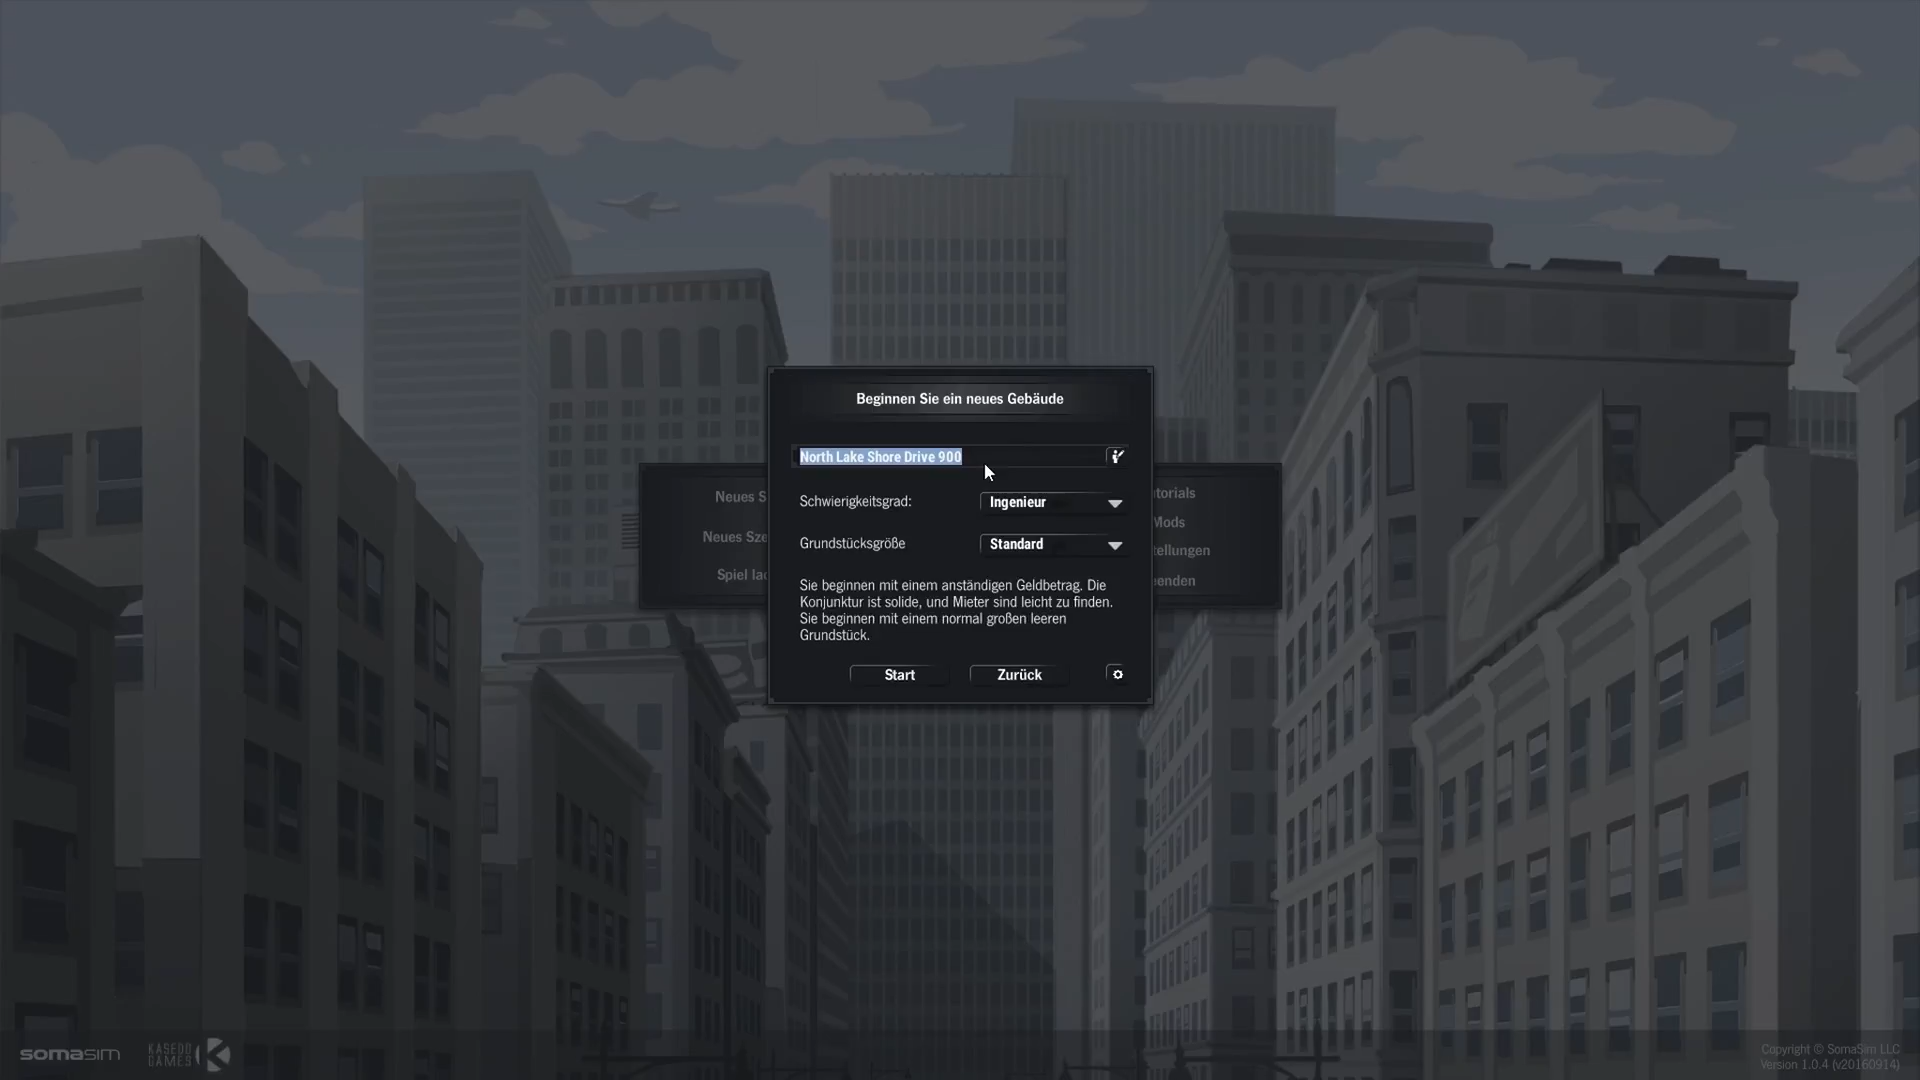 Beginnen Sie ein neues Gebäude
North Lake Shore Drive 900
Schwierigkeitsgrad:
Ingenieur
Grundstücksgröße
Standard
Sie beginnen mit einem anständigen Geldbetrag. Die
Konjunktur ist solide, und Mieter sind leicht zu finden.
Sie beginnen mit einem normal großen leeren
Grundstück.
Start
Zurück
Neues S
Neues Sze
Spiel lad
torials
Mods
tellungen
enden
somasim
KASEDO
GAMES
Copyright © SomaSim LLC
Version 1.0.4 (v20160914)